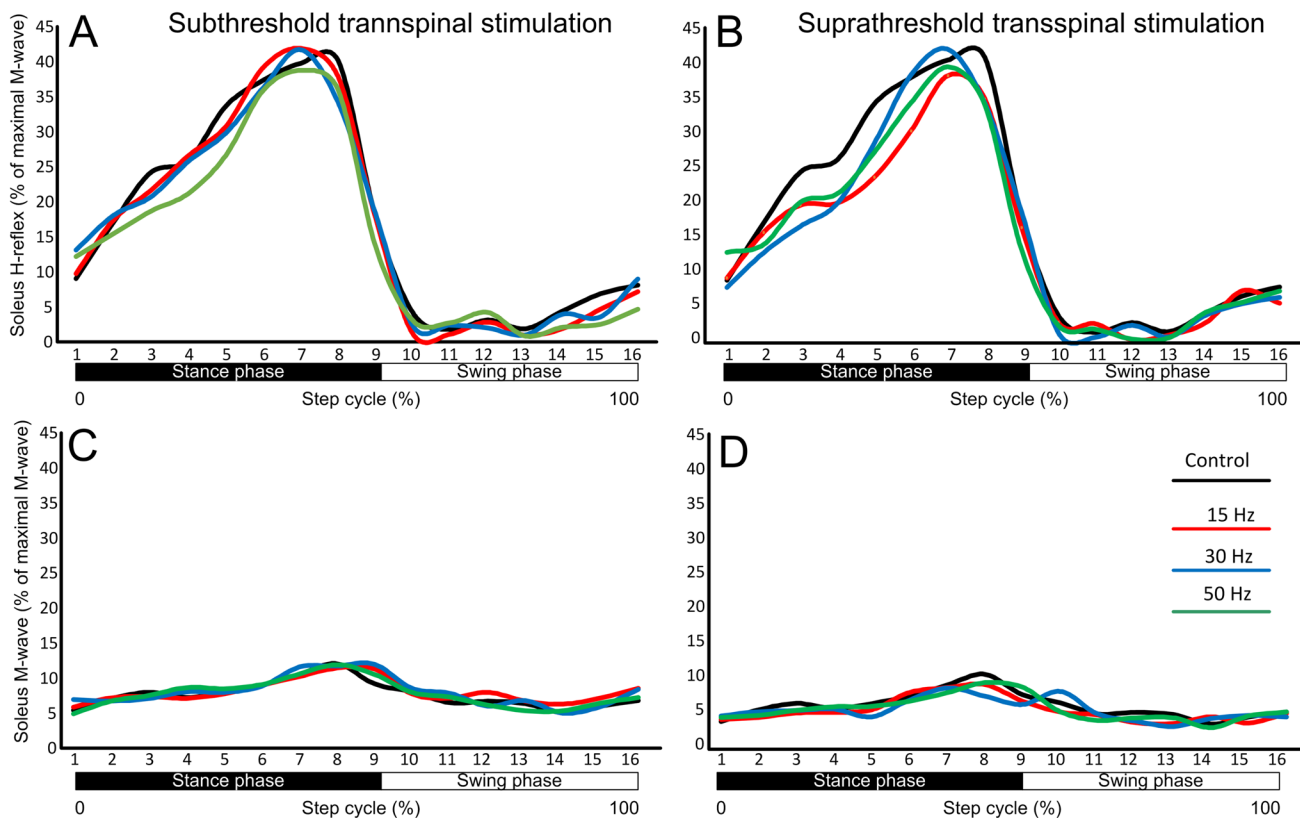 A
Subthreshold trannspinal stimulation
Soleus H-reflex (% of maximal M-wave)
45
40
35
30
25
20
15
10
5
0
1 2 3 4 5 6 7 8 9 10 11 12 13 14 15 16
Stance phase Swing phase
0 Step cycle (%) 100
B
Suprathreshold transspinal stimulation
45
40
35
30
25
20
15
10
5
0
1 2 3 4 5 6 7 8 9 10 11 12 13 14 15 16
Stance phase Swing phase
0 Step cycle (%) 100
C
Soleus M-wave (% of maximal M-wave)
45
40
35
30
25
20
15
10
5
0
1 2 3 4 5 6 7 8 9 10 11 12 13 14 15 16
Stance phase Swing phase
0 Step cycle (%) 100
D
45
40
35
30
25
20
15
10
5
0
Control
15 Hz
30 Hz
50 Hz
1 2 3 4 5 6 7 8 9 10 11 12 13 14 15 16
Stance phase Swing phase
0 Step cycle (%) 100